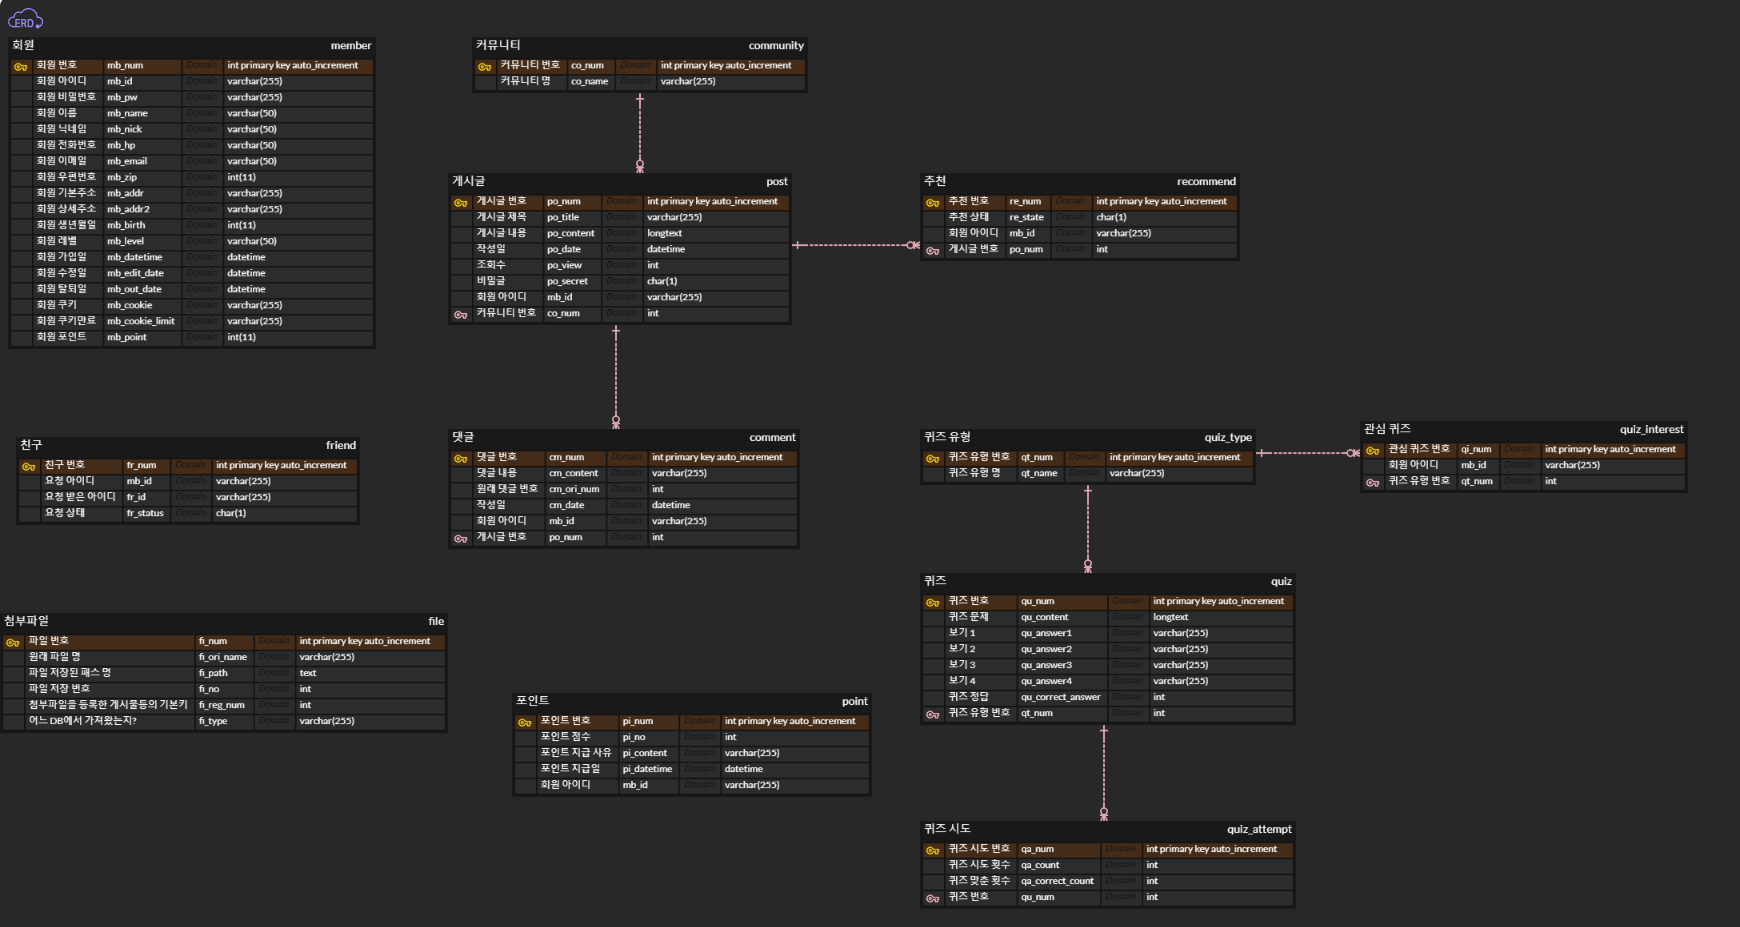 ERD
회원 member
회원 번호 mb_num Domain int primary key auto_increment
회원 아이디 mb_id Domain varchar(255)
회원 비밀번호 mb_pw Domain varchar(255)
회원 이름 mb_name Domain varchar(50)
회원 닉네임 mb_nick Domain varchar(50)
회원 전화번호 mb_hp Domain varchar(50)
회원 이메일 mb_email Domain varchar(50)
회원 우편번호 mb_zip Domain int(11)
회원 기본주소 mb_addr Domain varchar(255)
회원 상세주소 mb_addr2 Domain varchar(255)
회원 생년월일 mb_birth Domain int(11)
회원 레벨 mb_level Domain varchar(50)
회원 가입일 mb_datetime Domain datetime
회원 수정일 mb_edit_date Domain datetime
회원 탈퇴일 mb_out_date Domain datetime
회원 쿠키 mb_cookie Domain varchar(255)
회원 쿠키만료 mb_cookie_limit Domain varchar(255)
회원 포인트 mb_point Domain int(11)
커뮤니티 community
커뮤니티 번호 co_num Domain int primary key auto_increment
커뮤니티 명 co_name Domain varchar(255)
게시글 post
게시글 번호 po_num Domain int primary key auto_increment
게시글 제목 po_title Domain varchar(255)
게시글 내용 po_content Domain longtext
작성일 po_date Domain datetime
조회수 po_view Domain int
비밀글 po_secret Domain char(1)
회원 아이디 mb_id Domain varchar(255)
커뮤니티 번호 co_num Domain int
추천 recommend
추천 번호 re_num Domain int primary key auto_increment
추천 상태 re_state Domain char(1)
회원 아이디 mb_id Domain varchar(255)
게시글 번호 po_num Domain int
친구 friend
친구 번호 fr_num Domain int primary key auto_increment
요청 아이디 mb_id Domain varchar(255)
요청 받은 아이디 fr_id Domain varchar(255)
요청 상태 fr_status Domain char(1)
댓글 comment
댓글 번호 cm_num Domain int primary key auto_increment
댓글 내용 cm_content Domain varchar(255)
원래 댓글 번호 cm_ori_num Domain int
작성일 cm_date Domain datetime
회원 아이디 mb_id Domain varchar(255)
게시글 번호 po_num Domain int
퀴즈 유형 quiz_type
퀴즈 유형 번호 qt_num Domain int primary key auto_increment
퀴즈 유형 명 qt_name Domain varchar(255)
관심 퀴즈 quiz_interest
관심 퀴즈 번호 qi_num Domain int primary key auto_increment
회원 아이디 mb_id Domain varchar(255)
퀴즈 유형 번호 qt_num Domain int
첨부파일 file
파일 번호 fi_num Domain int primary key auto_increment
원래 파일 명 fi_ori_name Domain varchar(255)
파일 저장된 패스 명 fi_path Domain text
파일 저장 번호 fi_no Domain int
첨부파일을 등록한 게시물등의 기본키 fi_reg_num Domain int
어느 DB에서 가져왔는지? fi_type Domain varchar(255)
포인트 point
포인트 번호 pi_num Domain int primary key auto_increment
포인트 점수 pi_no Domain int
포인트 지급 사유 pi_content Domain varchar(255)
포인트 지급일 pi_datetime Domain datetime
회원 아이디 mb_id Domain varchar(255)
퀴즈 quiz
퀴즈 번호 qu_num Domain int primary key auto_increment
퀴즈 문제 qu_content Domain longtext
보기 1 qu_answer1 Domain varchar(255)
보기 2 qu_answer2 Domain varchar(255)
보기 3 qu_answer3 Domain varchar(255)
보기 4 qu_answer4 Domain varchar(255)
퀴즈 정답 qu_correct_answer Domain int
퀴즈 유형 번호 qt_num Domain int
퀴즈 시도 quiz_attempt
퀴즈 시도 번호 qa_num Domain int primary key auto_increment
퀴즈 시도 횟수 qa_count Domain int
퀴즈 맞춘 횟수 qa_correct_count Domain int
퀴즈 번호 qu_num Domain int